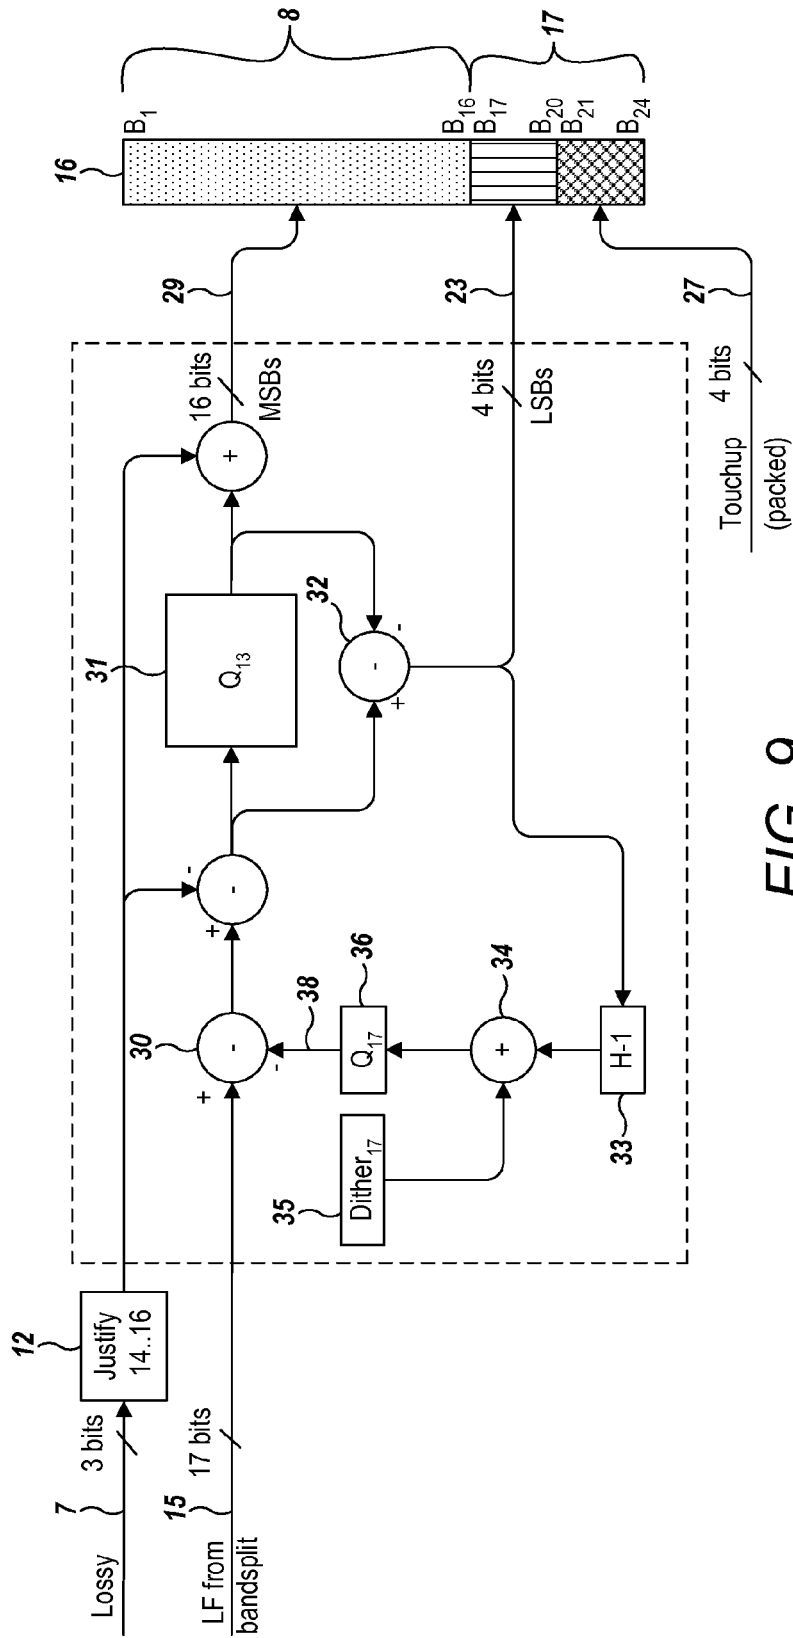 Lossy
7
3 bits
12
Justify
14..16
LF from
bandsplit
15
17 bits
30
+
-
-
+
-
-
31
Q13
+
16 bits
MSBs
29
32
+
-
-
4 bits
LSBs
23
35
Dither17
36
Q17
38
34
+
33
H-1
Touchup
(packed)
4 bits
27
16
B1
B16
B17
B20
B21
B24
8
17
FIG. 9